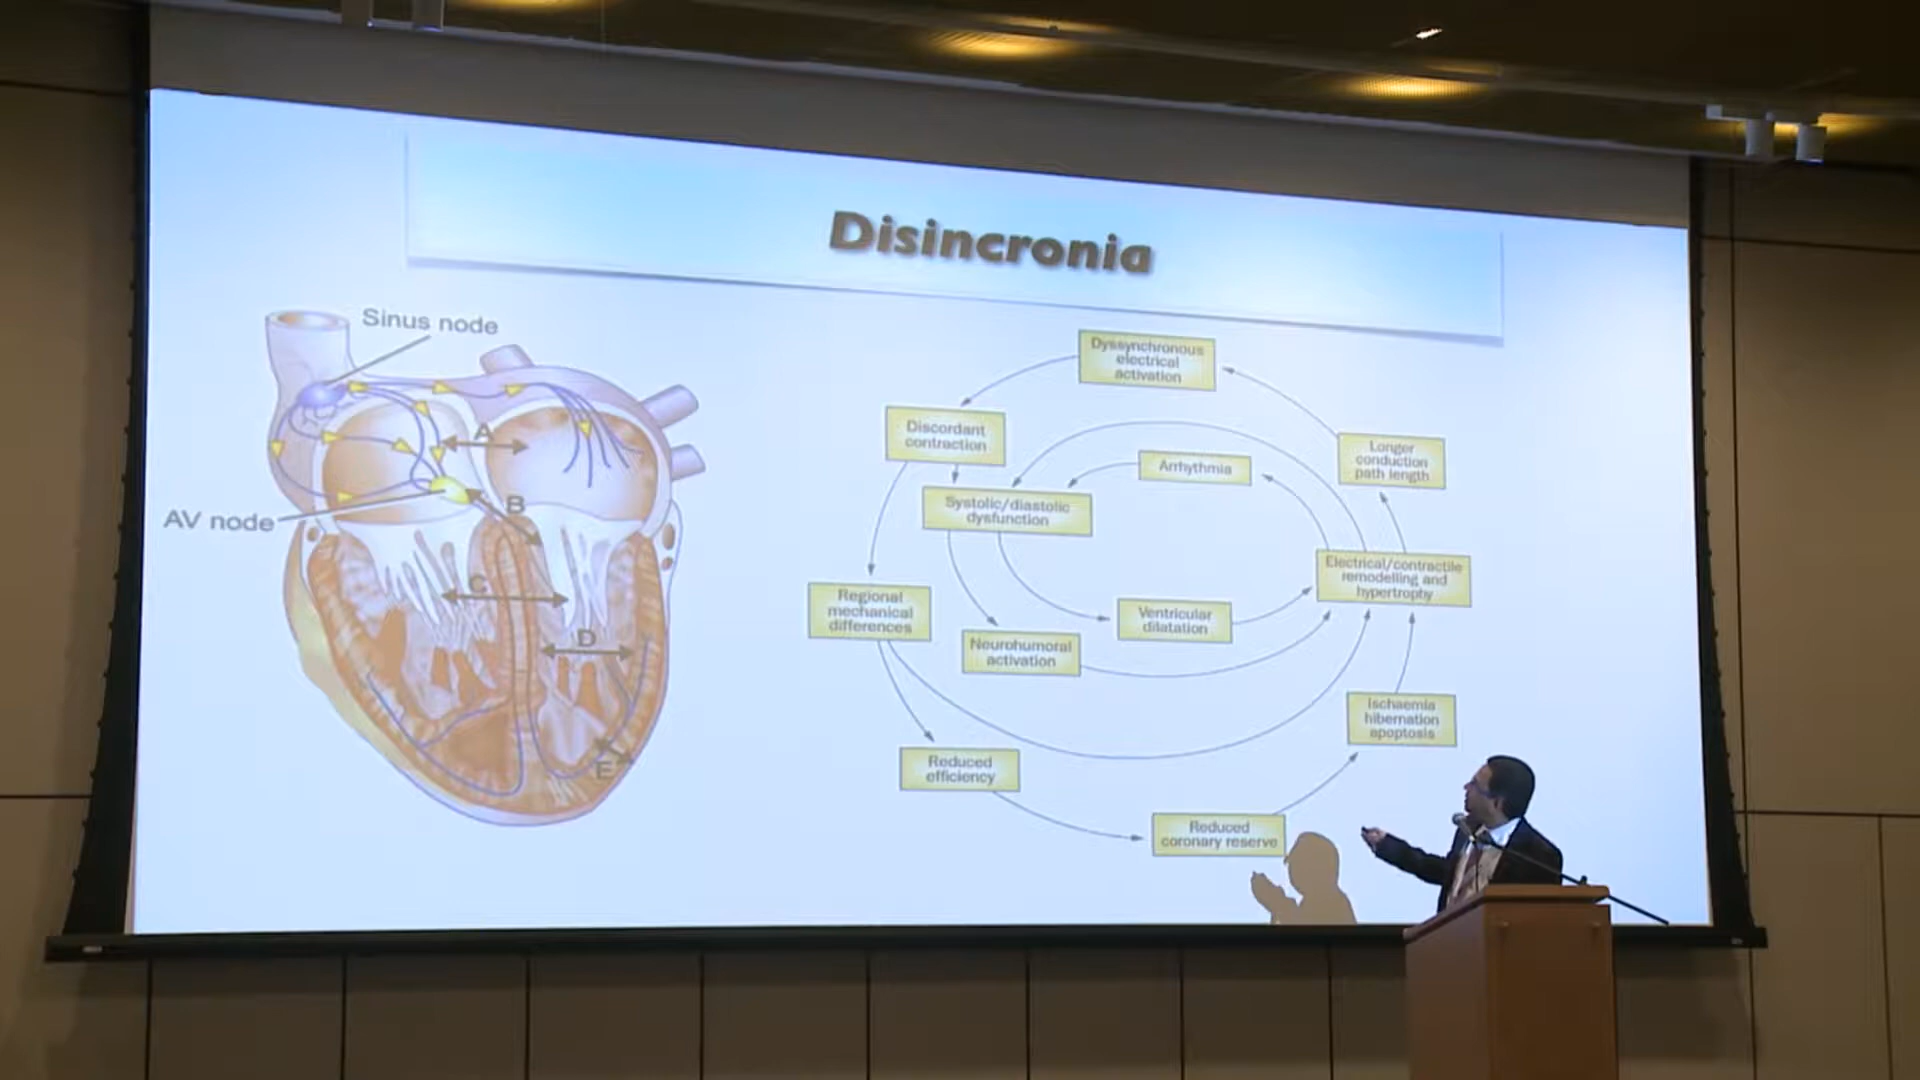 Disincronia
Sinus node
AV node
A
B
C
D
E
Dyssynchronous
electrical
activation
Discordant
contraction
Longer
conduction
path length
Arrhythmia
Systolic/diastolic
dysfunction
Electrical/contractile
remodelling and
hypertrophy
Regional
mechanical
differences
Ventricular
dilatation
Neurohumoral
activation
Ischaemia
hibernation
apoptosis
Reduced
efficiency
Reduced
coronary reserve